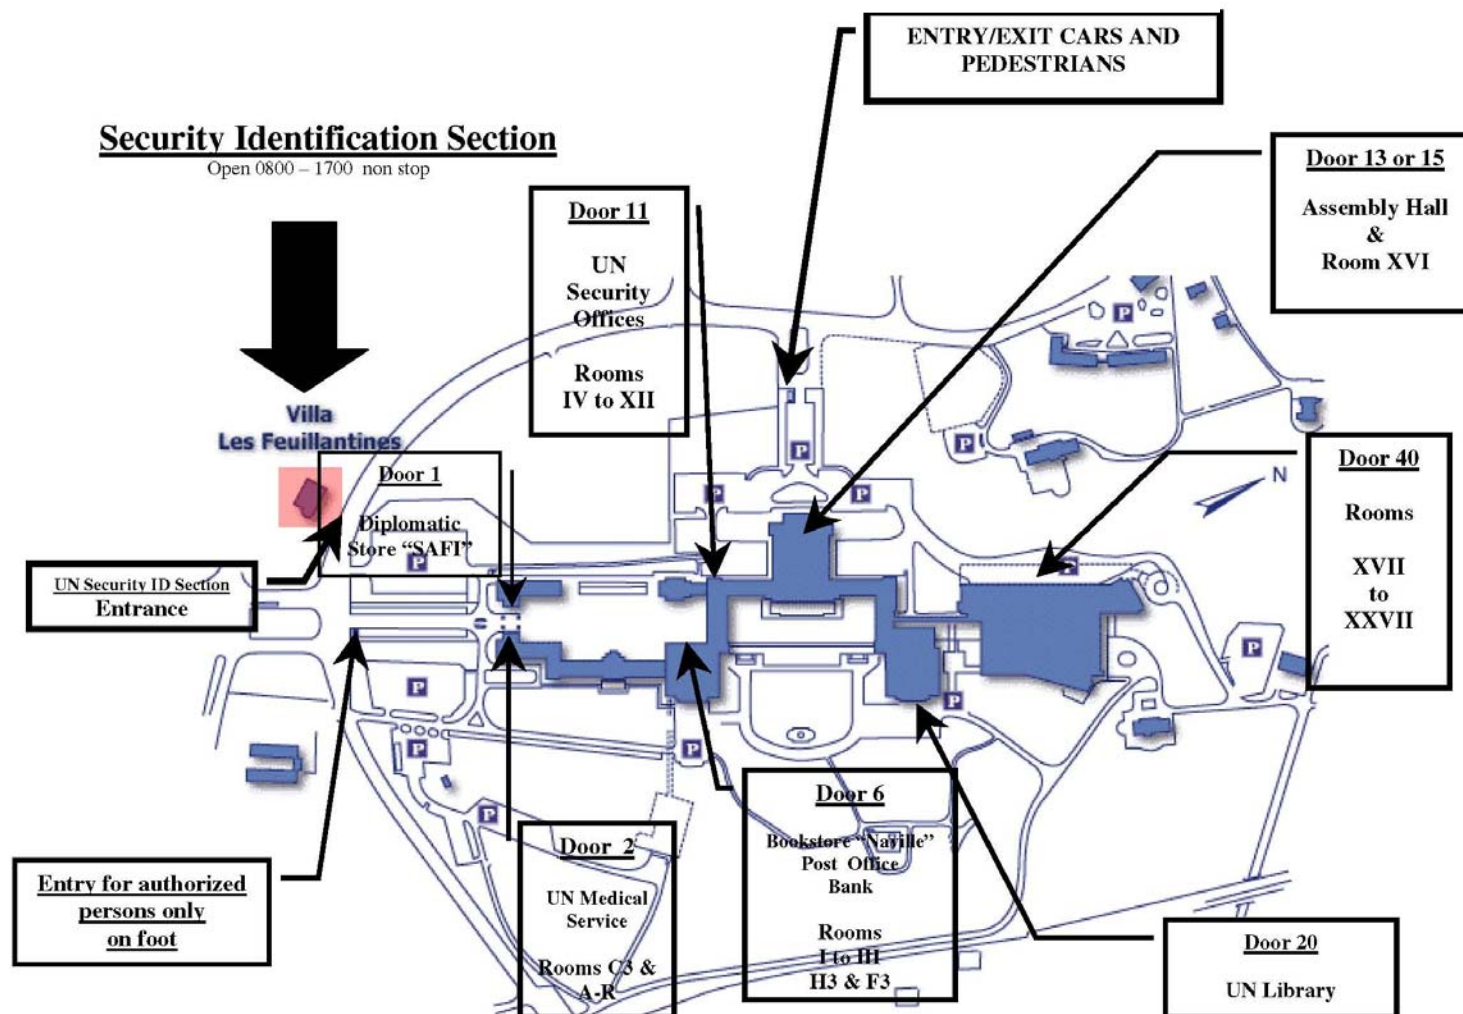 ENTRY/EXIT CARS AND
PEDESTRIANS
Security Identification Section
Open 0800 – 1700 non stop
Door 13 or 15
Assembly Hall
&
Room XVI
Door 11
UN
Security
Offices
Rooms
IV to XII
P
Villa
Les Feuillantines
P
P
Door 1
Diplomatic
Store “SAFI”
P
P
P
Door 40
Rooms
XVII
to
XXVII
N
P
P
UN Security ID Section
Entrance
P
P
P
P
P
P
Door 6
Bookstore “Naville”
Post Office
Bank
Rooms
I to III
H3 & F3
Door 2
UN Medical
Service
Rooms C3 &
A-R
Entry for authorized
persons only
on foot
Door 20
UN Library